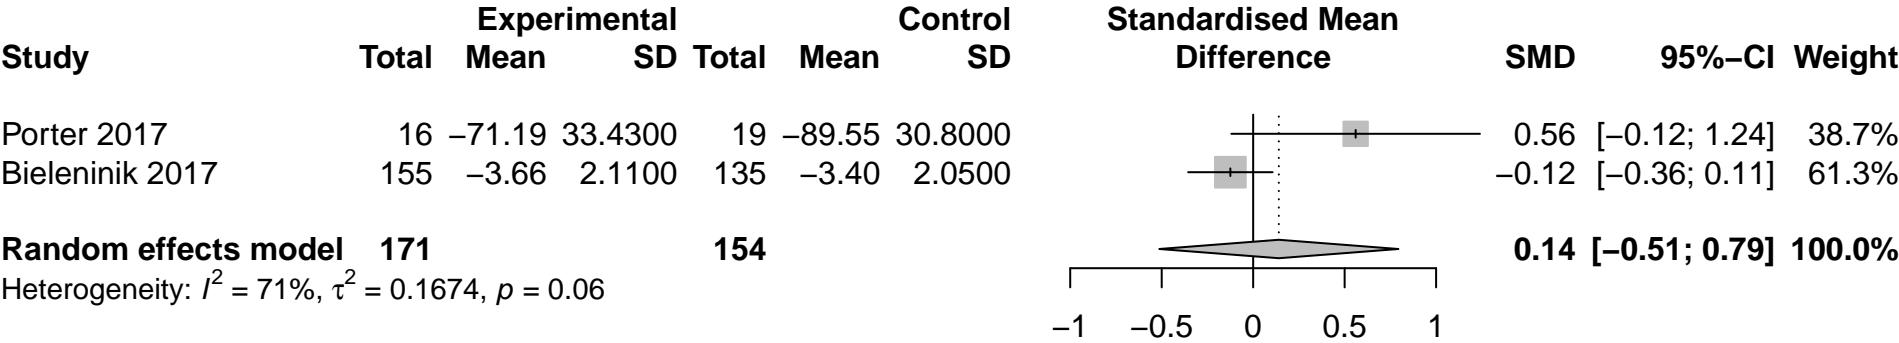 Experimental Control Standardised Mean
Study Total Mean SD Total Mean SD Difference SMD 95%−CI Weight
Porter 2017 16 −71.19 33.4300 19 −89.55 30.8000 0.56 [−0.12; 1.24] 38.7%
Bieleninik 2017 155 −3.66 2.1100 135 −3.40 2.0500 −0.12 [−0.36; 0.11] 61.3%
Random effects model 171 154 0.14 [−0.51; 0.79] 100.0%
Heterogeneity: I² = 71%, τ² = 0.1674, p = 0.06
−1 −0.5 0 0.5 1